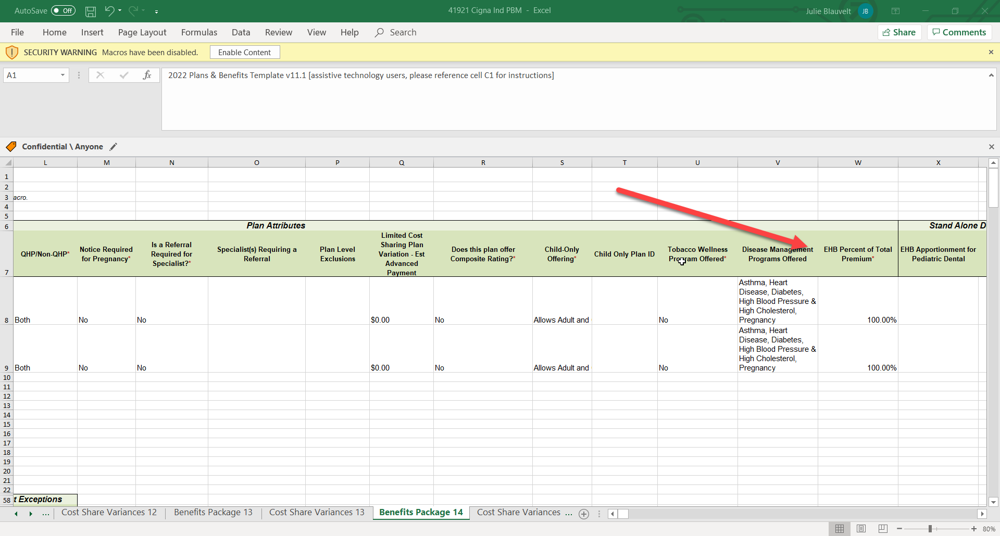 AutoSave Off
41921 Cigna Ind PBM - Excel
Julie Blauvelt JB
File Home Insert Page Layout Formulas Data Review View Help Search
Share Comments
SECURITY WARNING Macros have been disabled. Enable Content
A1
fx
2022 Plans & Benefits Template v11.1 [assistive technology users, please reference cell C1 for instructions]
Confidential \ Anyone
L M N O P Q R S T U V W X
1
2
3 acro.
4
5
6 Plan Attributes Stand Alone D
7
QHP/Non-QHP*
Notice Required
for Pregnancy*
Is a Referral
Required for
Specialist?*
Specialist(s) Requiring a
Referral
Plan Level
Exclusions
Limited Cost
Sharing Plan
Variation - Est
Advanced
Payment
Does this plan offer
Composite Rating?*
Child-Only
Offering*
Child Only Plan ID
Tobacco Wellness
Program Offered*
Disease Management
Programs Offered
EHB Percent of Total
Premium*
EHB Apportionment for
Pediatric Dental
8 Both No No $0.00 No Allows Adult and No
Asthma, Heart
Disease, Diabetes,
High Blood Pressure &
High Cholesterol,
Pregnancy
100.00%
9 Both No No $0.00 No Allows Adult and No
Asthma, Heart
Disease, Diabetes,
High Blood Pressure &
High Cholesterol,
Pregnancy
100.00%
10
11
12
13
14
15
16
17
18
19
20
21
22
58 t Exceptions
... Cost Share Variances 12 Benefits Package 13 Cost Share Variances 13 Benefits Package 14 Cost Share Variances ...
80%